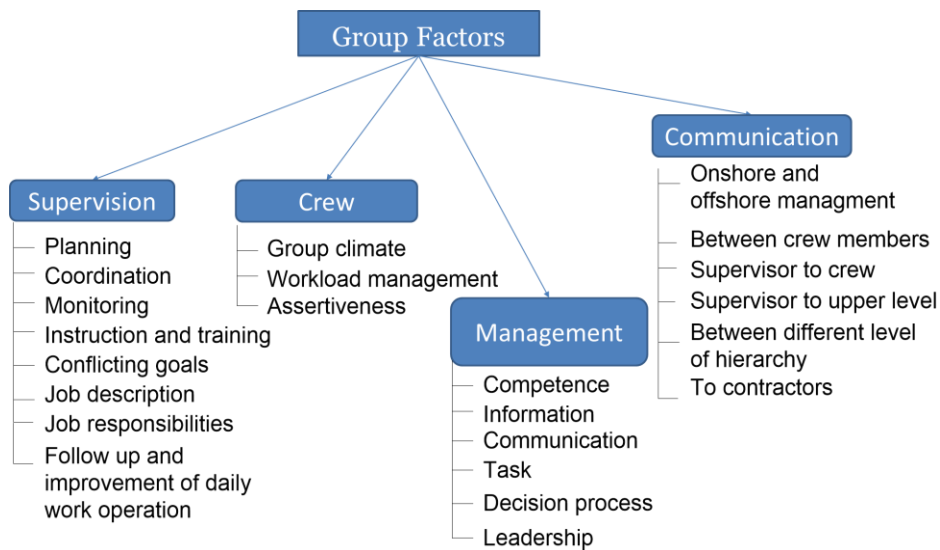 Group Factors
Supervision
Planning
Coordination
Monitoring
Instruction and training
Conflicting goals
Job description
Job responsibilities
Follow up and
improvement of daily
work operation
Crew
Group climate
Workload management
Assertiveness
Management
Competence
Information
Communication
Task
Decision process
Leadership
Communication
Onshore and
offshore managment
Between crew members
Supervisor to crew
Supervisor to upper level
Between different level
of hierarchy
To contractors